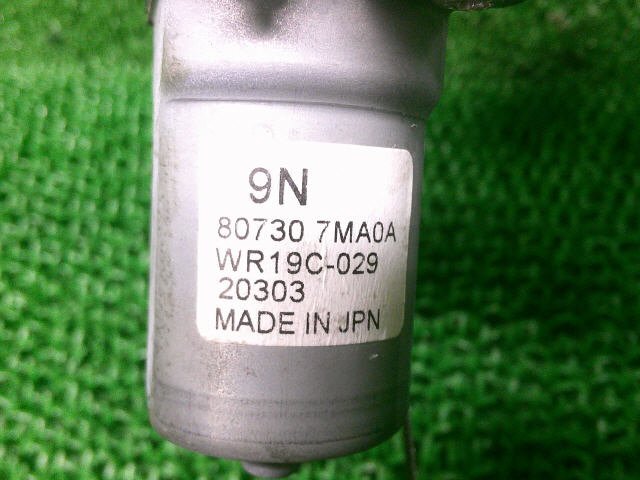 9N
80730 7MA0A
WR19C-029
20303
MADE IN JPN